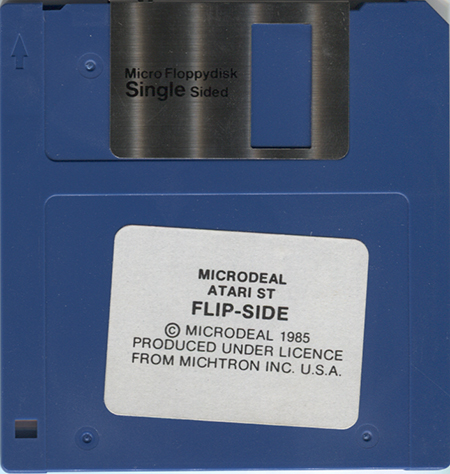 Micro Floppydisk
Single Sided
MICRODEAL
ATARI ST
FLIP-SIDE
© MICRODEAL 1985
PRODUCED UNDER LICENCE
FROM MICHTRON INC. U.S.A.